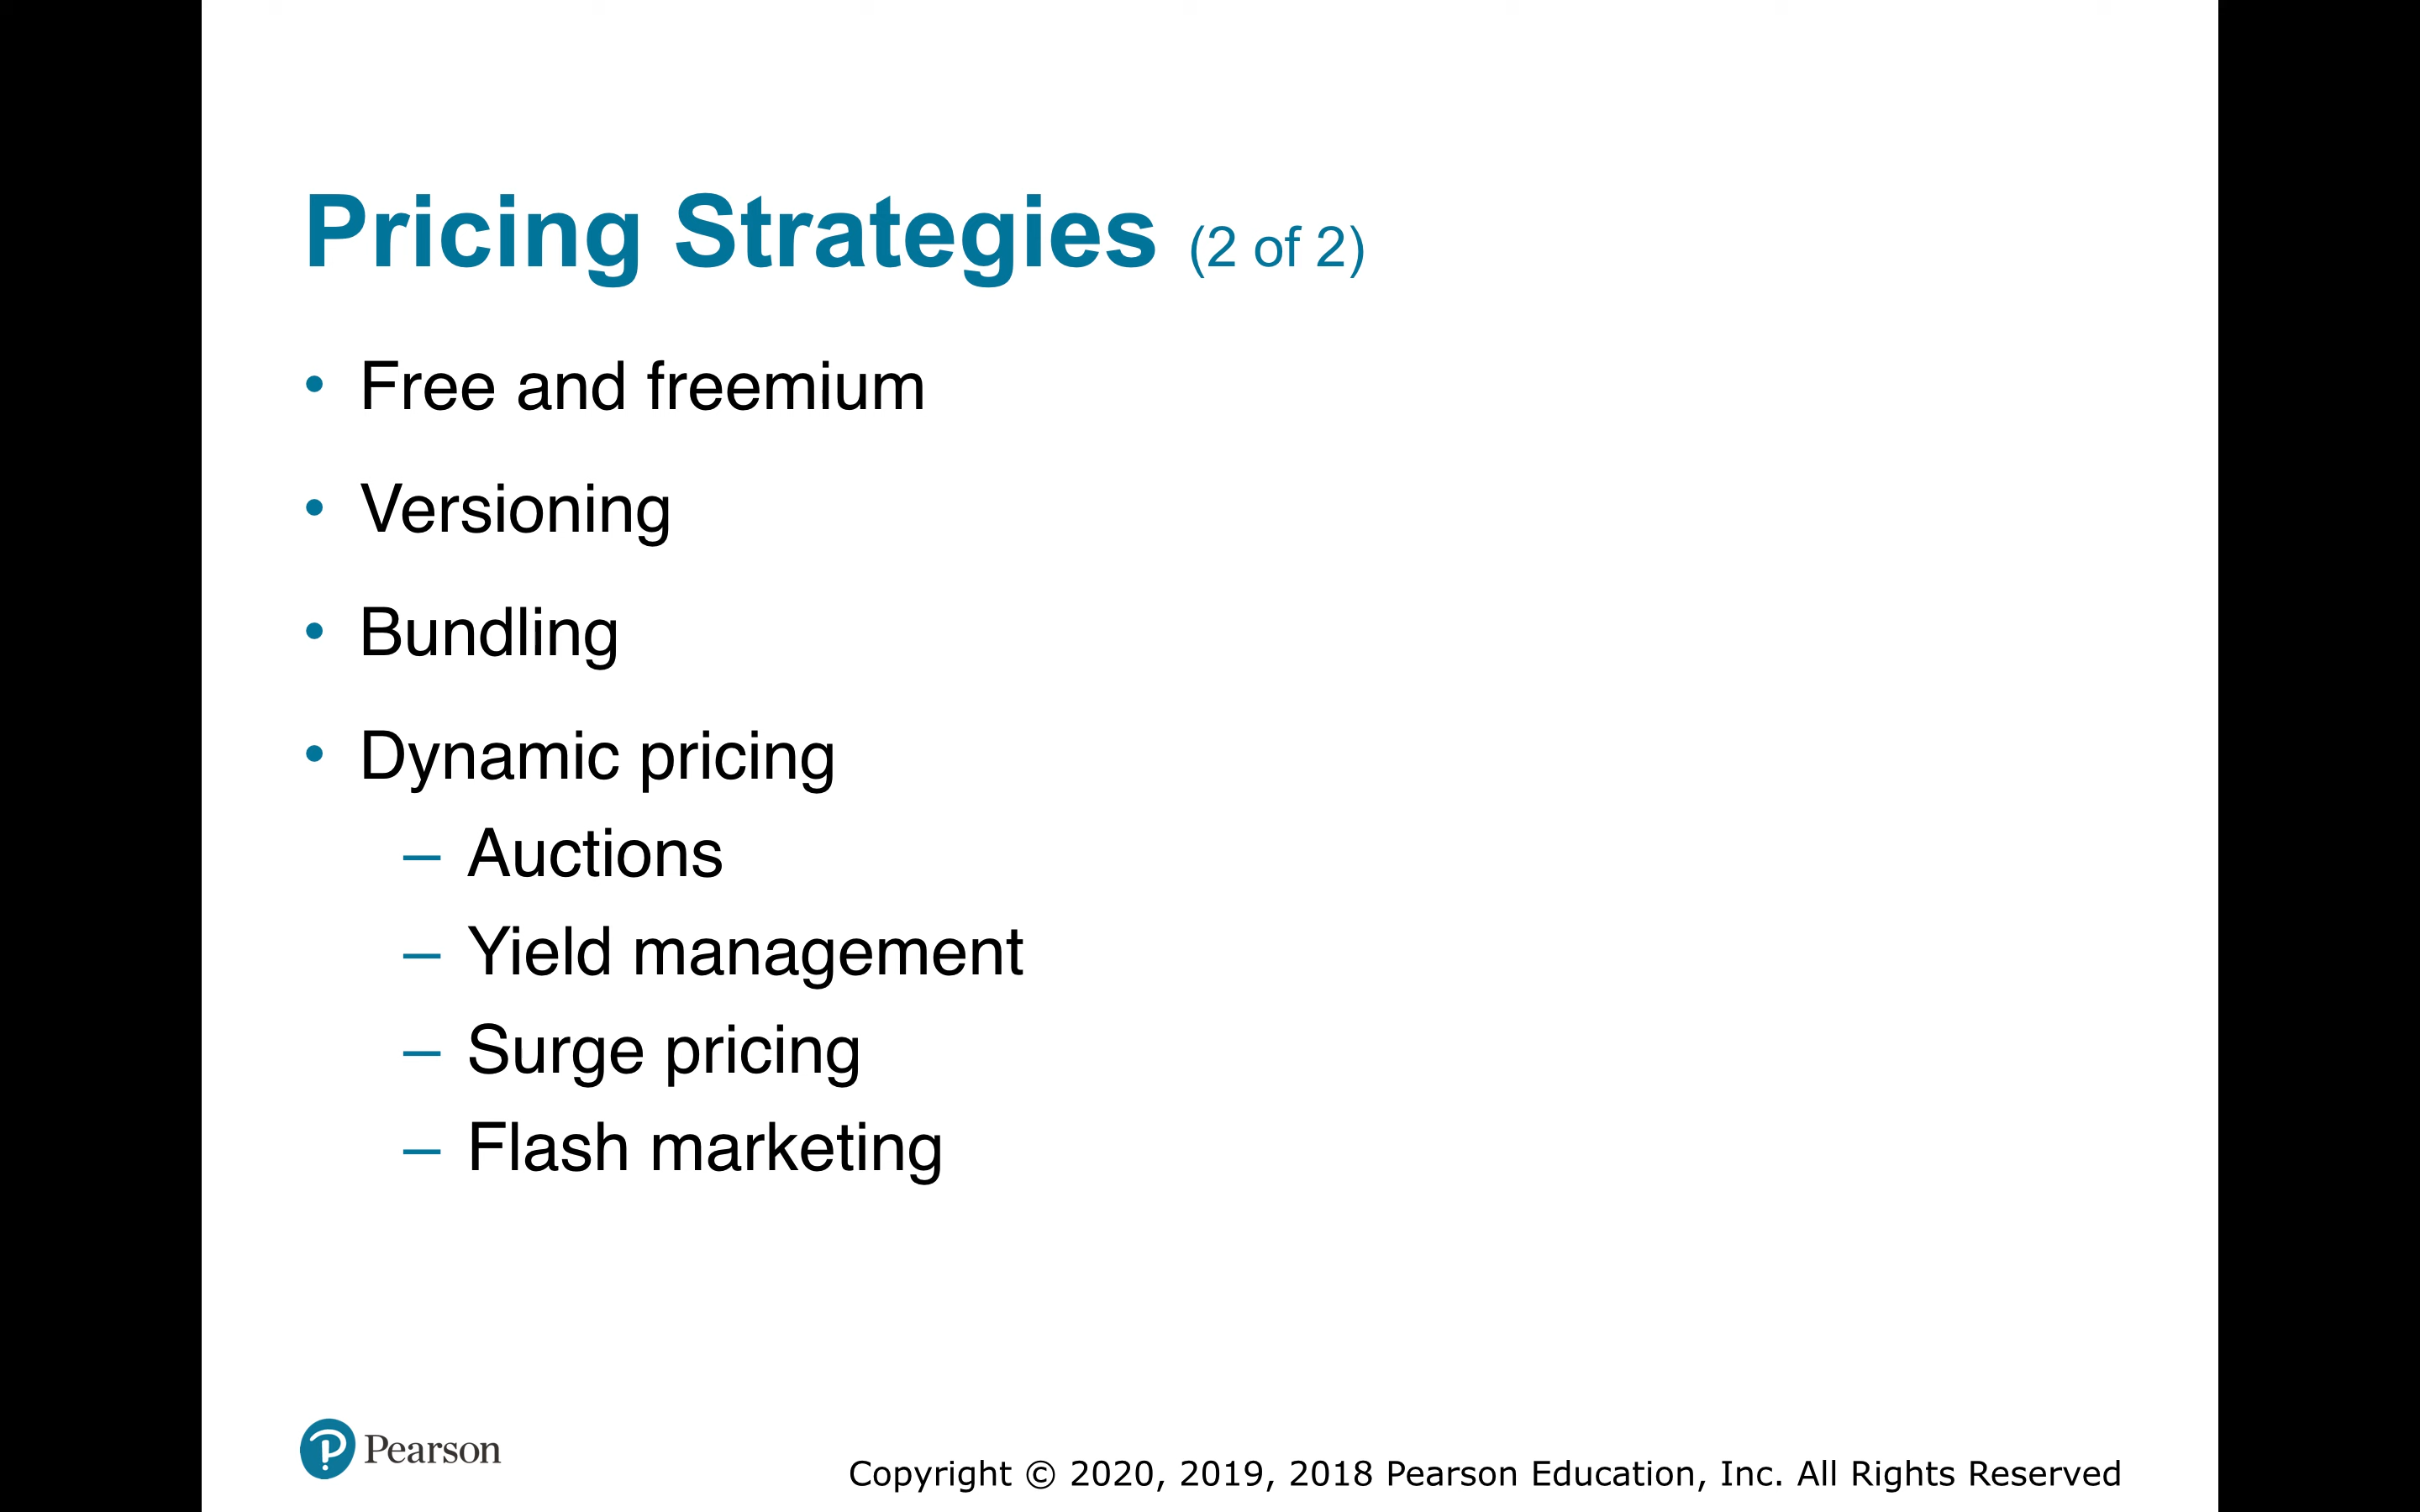 Pricing Strategies (2 of 2)
• Free and freemium
• Versioning
• Bundling
• Dynamic pricing
– Auctions
– Yield management
– Surge pricing
– Flash marketing
Pearson
Copyright © 2020, 2019, 2018 Pearson Education, Inc. All Rights Reserved